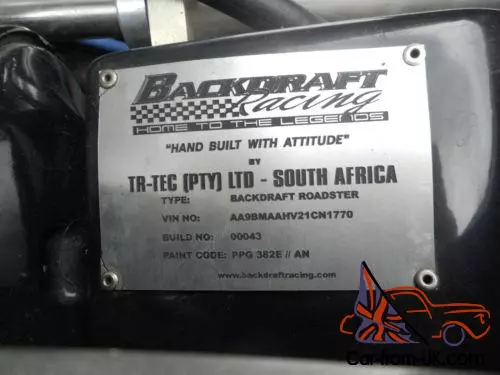 BACKDRAFT
Racing
HOME TO THE LEGENDS
"HAND BUILT WITH ATTITUDE"
BY
TR-TEC (PTY) LTD - SOUTH AFRICA
TYPE: BACKDRAFT ROADSTER
VIN NO: AA9BMAAHV21CN1770
BUILD NO: 00043
PAINT CODE: PPG 382E // AN
www.backdraftracing.com
Car-from-UK.com